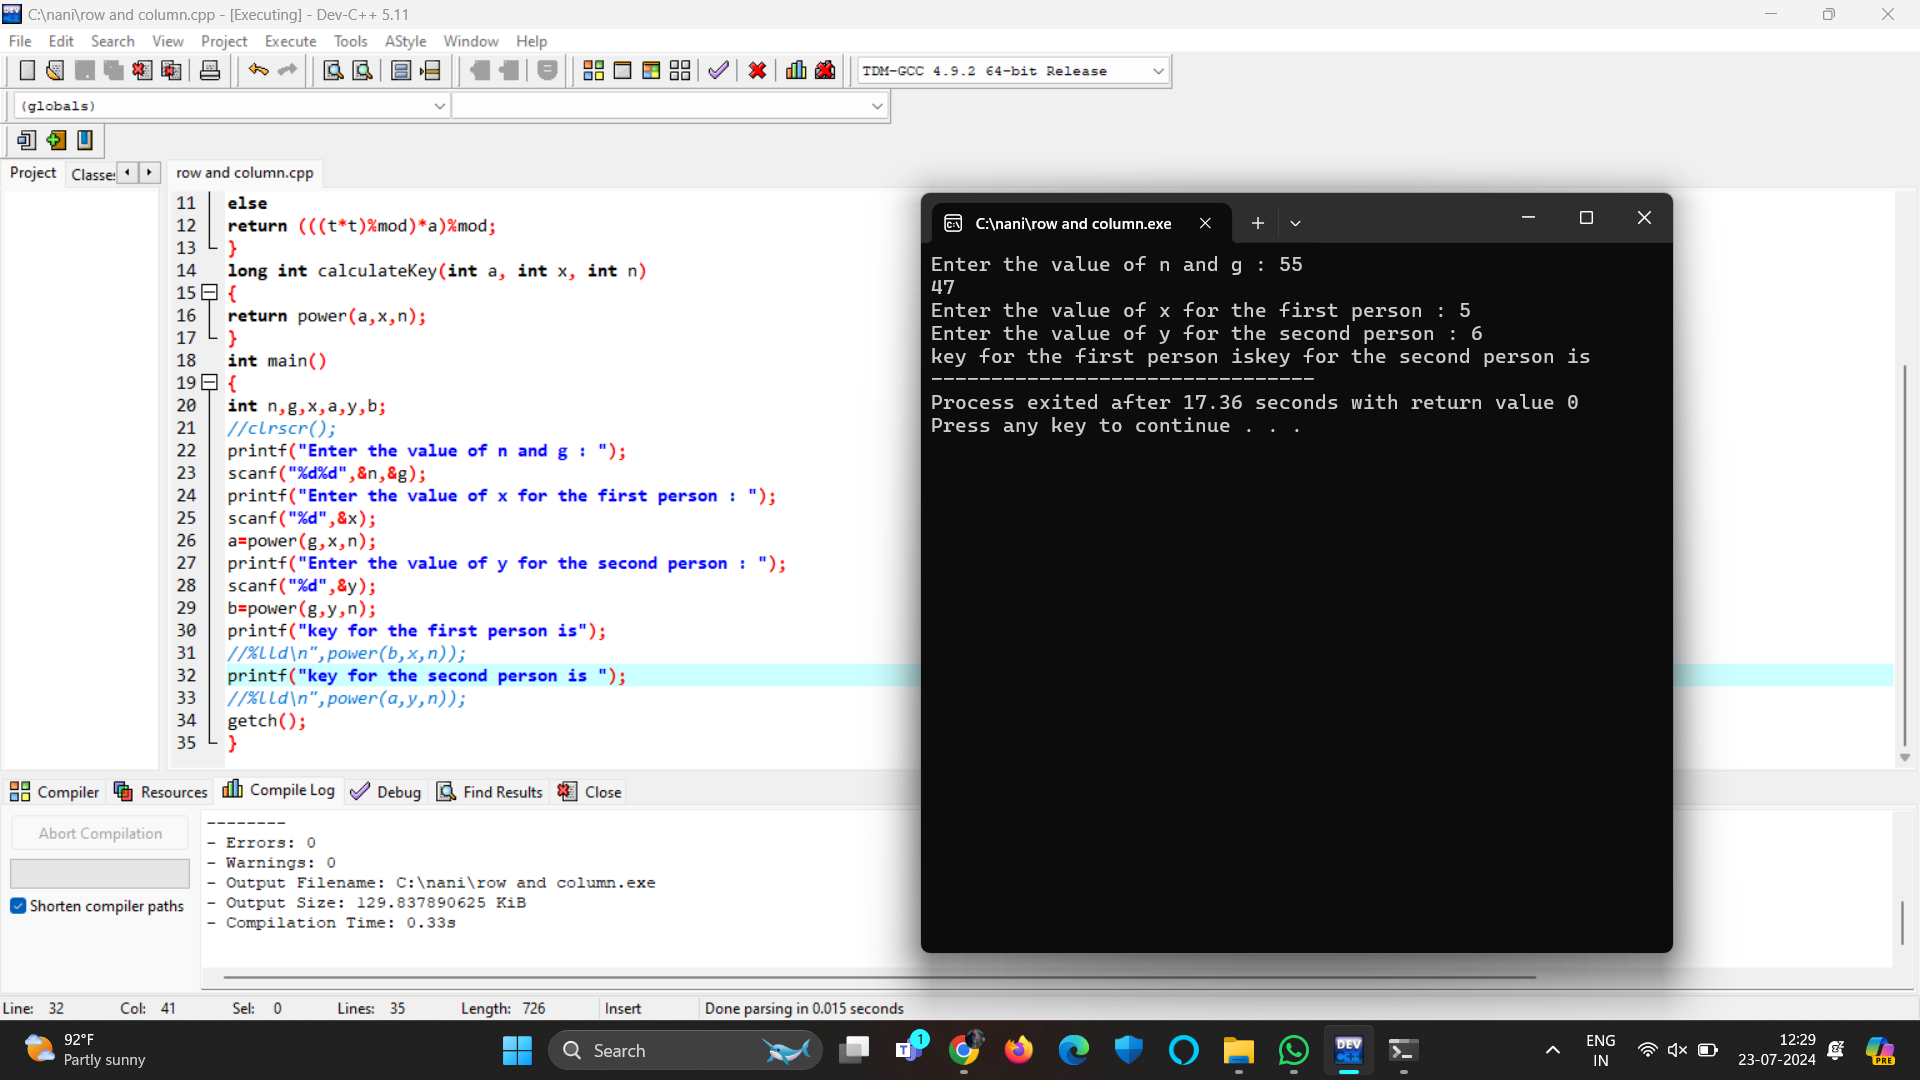 C:\nani\row and column.cpp - [Executing] - Dev-C++ 5.11
File Edit Search View Project Execute Tools AStyle Window Help
TDM-GCC 4.9.2 64-bit Release
(globals)
Project Classes row and column.cpp
11 else
12 return (((t*t)%mod)*a)%mod;
13 }
14 long int calculateKey(int a, int x, int n)
15 {
16 return power(a,x,n);
17 }
18 int main()
19 {
20 int n,g,x,a,y,b;
21 //clrscr();
22 printf("Enter the value of n and g : ");
23 scanf("%d%d",&n,&g);
24 printf("Enter the value of x for the first person : ");
25 scanf("%d",&x);
26 a=power(g,x,n);
27 printf("Enter the value of y for the second person : ");
28 scanf("%d",&y);
29 b=power(g,y,n);
30 printf("key for the first person is");
31 //%lld\n",power(b,x,n));
32 printf("key for the second person is ");
33 //%lld\n",power(a,y,n));
34 getch();
35 }
C:\nani\row and column.exe
Enter the value of n and g : 55
47
Enter the value of x for the first person : 5
Enter the value of y for the second person : 6
key for the first person iskey for the second person is
--------------------------------
Process exited after 17.36 seconds with return value 0
Press any key to continue . . .
Compiler Resources Compile Log Debug Find Results Close
Abort Compilation
Shorten compiler paths
--------
- Errors: 0
- Warnings: 0
- Output Filename: C:\nani\row and column.exe
- Output Size: 129.837890625 KiB
- Compilation Time: 0.33s
Line: 32 Col: 41 Sel: 0 Lines: 35 Length: 726 Insert Done parsing in 0.015 seconds
92°F
Partly sunny
Search
1
DEV
C++
ENG
IN
12:29
23-07-2024
PRE